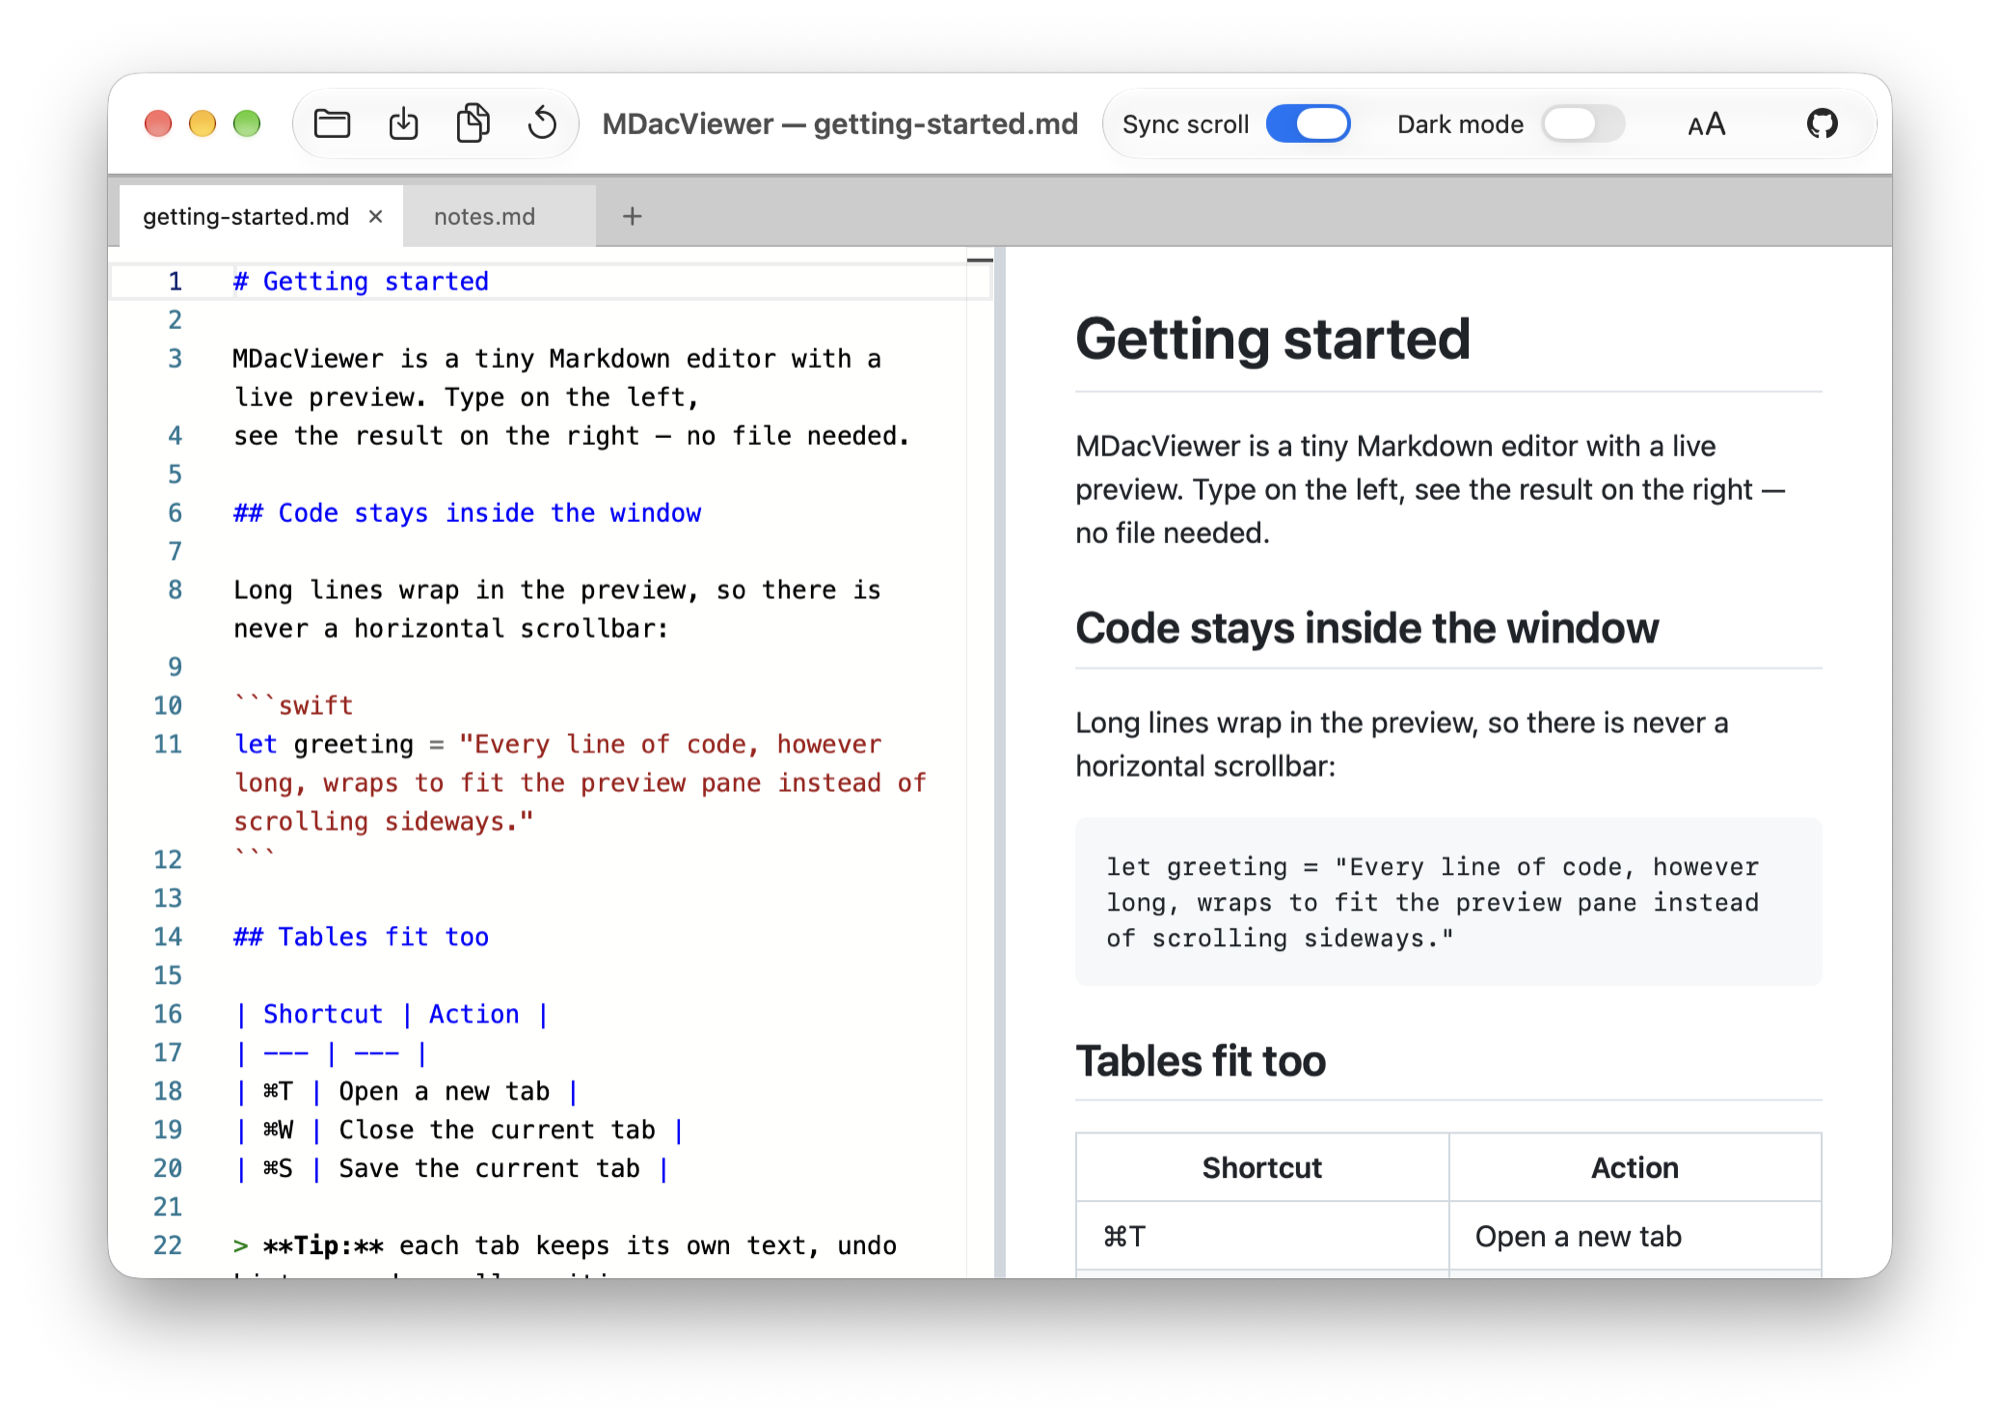 MDacViewer — getting-started.md
Sync scroll
Dark mode
AA
getting-started.md ×
notes.md
+
1 # Getting started
2
3 MDacViewer is a tiny Markdown editor with a
live preview. Type on the left,
4 see the result on the right — no file needed.
5
6 ## Code stays inside the window
7
8 Long lines wrap in the preview, so there is
never a horizontal scrollbar:
9
10 ```swift
11 let greeting = "Every line of code, however
long, wraps to fit the preview pane instead of
scrolling sideways."
12 ```
13
14 ## Tables fit too
15
16 | Shortcut | Action |
17 | --- | --- |
18 | ⌘T | Open a new tab |
19 | ⌘W | Close the current tab |
20 | ⌘S | Save the current tab |
21
22 > **Tip:** each tab keeps its own text, undo
Getting started
MDacViewer is a tiny Markdown editor with a live
preview. Type on the left, see the result on the right —
no file needed.
Code stays inside the window
Long lines wrap in the preview, so there is never a
horizontal scrollbar:
let greeting = "Every line of code, however
long, wraps to fit the preview pane instead
of scrolling sideways."
Tables fit too
Shortcut Action
⌘T Open a new tab